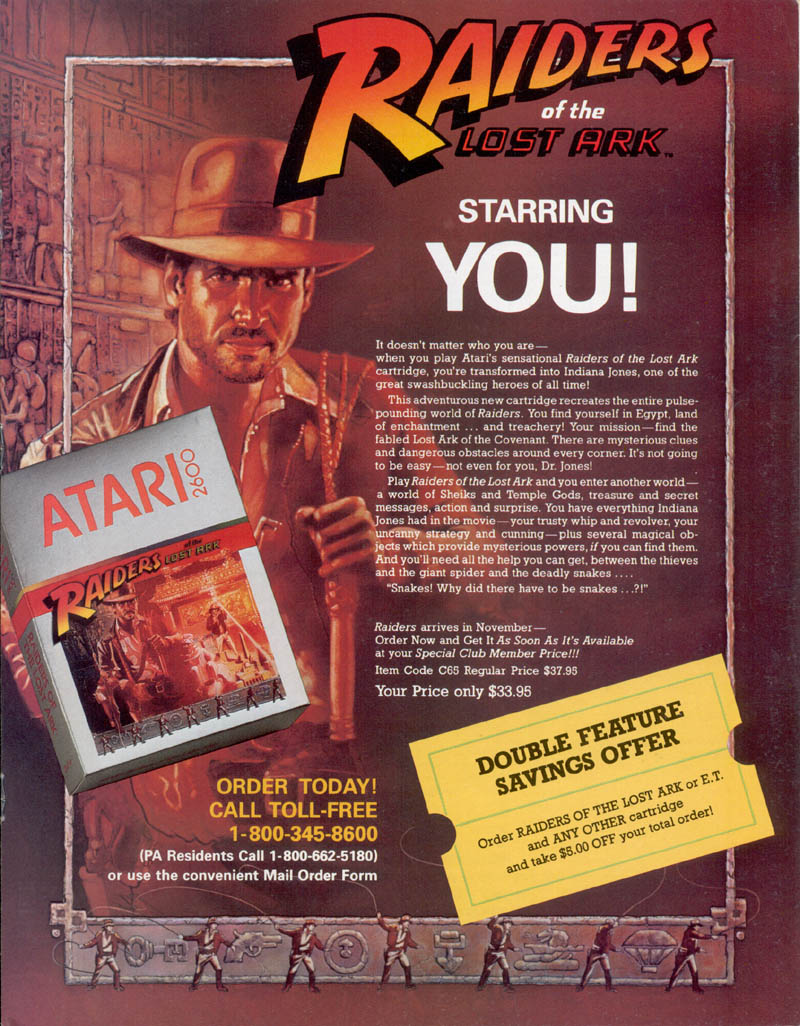 RAIDERS
of the
LOST ARK™
STARRING
YOU!
It doesn't matter who you are—
when you play Atari's sensational Raiders of the Lost Ark
cartridge, you're transformed into Indiana Jones, one of the
great swashbuckling heroes of all time!
This adventurous new cartridge recreates the entire pulse-
pounding world of Raiders. You find yourself in Egypt, land
of enchantment ... and treachery! Your mission—find the
fabled Lost Ark of the Covenant. There are mysterious clues
and dangerous obstacles around every corner. It's not going
to be easy—not even for you, Dr. Jones!
Play Raiders of the Lost Ark and you enter another world—
a world of Sheiks and Temple Gods, treasure and secret
messages, action and surprise. You have everything Indiana
Jones had in the movie—your trusty whip and revolver, your
uncanny strategy and cunning—plus several magical ob-
jects which provide mysterious powers, if you can find them.
And you'll need all the help you can get, between the thieves
and the giant spider and the deadly snakes ....
"Snakes! Why did there have to be snakes ...?!"
Raiders arrives in November—
Order Now and Get It As Soon As It's Available
at your Special Club Member Price!!!
Item Code C65 Regular Price $37.95
Your Price only $33.95
ATARI 2600
RAIDERS
of the
LOST ARK
DOUBLE FEATURE
SAVINGS OFFER
Order RAIDERS OF THE LOST ARK or E.T.
and ANY OTHER cartridge
and take $5.00 OFF your total order!
ORDER TODAY!
CALL TOLL-FREE
1-800-345-8600
(PA Residents Call 1-800-662-5180)
or use the convenient Mail Order Form